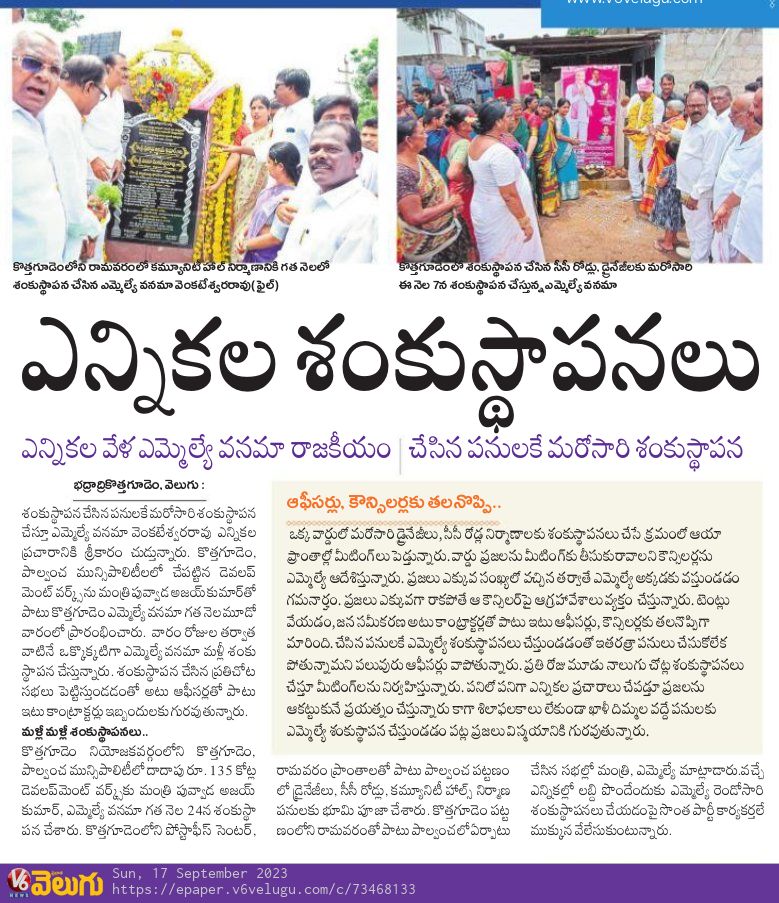 www.v6velugu.com
కొత్తగూడెంలోని రామవరంలో కమ్యూనిటీ హాల్ నిర్మాణానికి గత నెలలో
శంకుస్థాపన చేసిన ఎమ్మెల్యే వనమా వెంకటేశ్వరరావు(ఫైల్)
కొత్తగూడెంలో శంకుస్థాపన చేసిన సీసీ రోడ్లు, డ్రైనేజీలకు మరోసారి
ఈ నెల 7న శంకుస్థాపన చేస్తున్న ఎమ్మెల్యే వనమా
ఎన్నికల శంకుస్థాపనలు
ఎన్నికల వేళ ఎమ్మెల్యే వనమా రాజకీయం | చేసిన పనులకే మరోసారి శంకుస్థాపన
భద్రాద్రికొత్తగూడెం, వెలుగు :
శంకుస్థాపన చేసిన పనులకే మరోసారి శంకుస్థాపన
చేస్తూ ఎమ్మెల్యే వనమా వెంకటేశ్వరరావు ఎన్నికల
ప్రచారానికి శ్రీకారం చుడ్తున్నారు. కొత్తగూడెం,
పాల్వంచ మున్సిపాలిటీలలో చేపట్టిన డెవలప్
మెంట్ వర్క్స్​ను మంత్రి పువ్వాడ అజయ్ కుమార్​తో
పాటు కొత్తగూడెం ఎమ్మెల్యే వనమా గత నెల మూడో
వారంలో ప్రారంభించారు. వారం రోజుల తర్వాత
వాటినే ఒక్కొక్కటిగా ఎమ్మెల్యే వనమా మళ్లీ శంకు
స్థాపన చేస్తున్నారు. శంకుస్థాపన చేసిన ప్రతిచోట
సభలు పెట్టిస్తుండడంతో అటు ఆఫీసర్లతో పాటు
ఇటు కాంట్రాక్టర్లు ఇబ్బందులకు గురవుతున్నారు.
మళ్లీ మళ్లీ శంకుస్థాపనలు..
కొత్తగూడెం నియోజకవర్గంలోని కొత్తగూడెం,
పాల్వంచ మున్సిపాలిటీలో దాదాపు రూ. 135 కోట్ల
డెవలప్​మెంట్ వర్క్స్​కు మంత్రి పువ్వాడ అజయ్
కుమార్, ఎమ్మెల్యే వనమా గత నెల 24న శంకుస్థా
పన చేశారు. కొత్తగూడెంలోని పోస్టాఫీస్ సెంటర్,
ఆఫీసర్లు, కౌన్సిలర్లకు తలనొప్పి..
ఒక్క వార్డులో మరోసారి డ్రైనేజీలు, సీసీ రోడ్ల నిర్మాణాలకు శంకుస్థాపనలు చేసే క్రమంలో ఆయా
ప్రాంతాల్లో మీటింగ్​లు పెడ్తున్నారు. వార్డు ప్రజలను మీటింగ్​కు తీసుకురావాలని కౌన్సిలర్లను
ఎమ్మెల్యే ఆదేశిస్తున్నారు. ప్రజలు ఎక్కువ సంఖ్యలో వచ్చిన తర్వాతే ఎమ్మెల్యే అక్కడకు వస్తుండడం
గమనార్హం. ప్రజలు ఎక్కువగా రాకపోతే ఆ కౌన్సిలర్​పై ఆగ్రహావేశాలు వ్యక్తం చేస్తున్నారు. టెంట్లు
వేయడం, జన సమీకరణ అటు కాంట్రాక్టర్లతో పాటు ఇటు ఆఫీసర్లు, కౌన్సిలర్లకు తలనొప్పిగా
మారింది. చేసిన పనులకే ఎమ్మెల్యే శంకుస్థాపనలు చేస్తుండడంతో ఇతరత్రా పనులు చేసుకోలేక
పోతున్నామని పలువురు ఆఫీసర్లు వాపోతున్నారు. ప్రతి రోజు మూడు నాలుగు చోట్ల శంకుస్థాపనలు
చేస్తూ మీటింగ్​లను నిర్వహిస్తున్నారు. పనిలో పనిగా ఎన్నికల ప్రచారాలు చేపడ్తూ ప్రజలను
ఆకట్టుకునే ప్రయత్నం చేస్తున్నారు కాగా శిలాఫలకాలు లేకుండా ఖాళీ దిమ్మల వద్దే పనులకు
ఎమ్మెల్యే శంకుస్థాపన చేస్తుండడం పట్ల ప్రజలు విస్మయానికి గురవుతున్నారు.
రామవరం ప్రాంతాలతో పాటు పాల్వంచ పట్టణం
లో డ్రైనేజీలు, సీసీ రోడ్లు, కమ్యూనిటీ హాల్స్ నిర్మాణ
పనులకు భూమి పూజా చేశారు. కొత్తగూడెం పట్ట
ణంలోని రామవరంతో పాటు పాల్వంచలో ఏర్పాటు
చేసిన సభల్లో మంత్రి, ఎమ్మెల్యే మాట్లాడారు.వచ్చే
ఎన్నికల్లో లబ్ది పొందేందుకు ఎమ్మెల్యే రెండోసారి
శంకుస్థాపనలు చేయడంపై సొంత పార్టీ కార్యకర్తలే
ముక్కున వేలేసుకుంటున్నారు.
V6 వెలుగు
NEWS
Sun, 17 September 2023
https://epaper.v6velugu.com/c/73468133